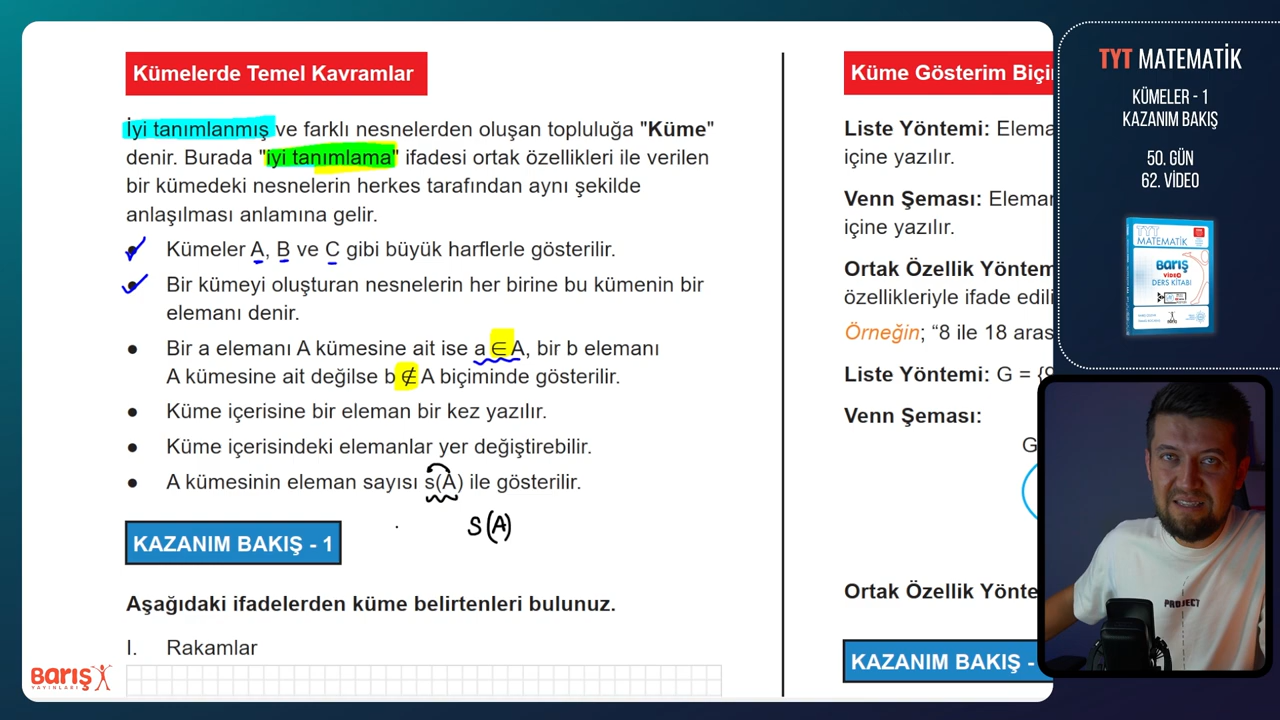 Kümelerde Temel Kavramlar
İyi tanımlanmış ve farklı nesnelerden oluşan topluluğa "Küme"
denir. Burada "iyi tanımlama" ifadesi ortak özellikleri ile verilen
bir kümedeki nesnelerin herkes tarafından aynı şekilde
anlaşılması anlamına gelir.
● Kümeler A, B ve C gibi büyük harflerle gösterilir.
● Bir kümeyi oluşturan nesnelerin her birine bu kümenin bir
elemanı denir.
● Bir a elemanı A kümesine ait ise a ∈ A, bir b elemanı
A kümesine ait değilse b ∉ A biçiminde gösterilir.
● Küme içerisine bir eleman bir kez yazılır.
● Küme içerisindeki elemanlar yer değiştirebilir.
● A kümesinin eleman sayısı s(A) ile gösterilir.
S(A)
KAZANIM BAKIŞ - 1
Aşağıdaki ifadelerden küme belirtenleri bulunuz.
I. Rakamlar
BARIŞ
YAYINLARI
Küme Gösterim Biçi
Liste Yöntemi: Elema
içine yazılır.
Venn Şeması: Elemar
içine yazılır.
Ortak Özellik Yöntem
özellikleriyle ifade edili
Örneğin; "8 ile 18 aras
Liste Yöntemi: G = {9
Venn Şeması:
G
Ortak Özellik Yönte
KAZANIM BAKIŞ -
TYT MATEMATİK
KÜMELER - 1
KAZANIM BAKIŞ
50. GÜN
62. VİDEO
TYT
MATEMATİK
BARIŞ
VİDEO
DERS KİTABI
PROJECT